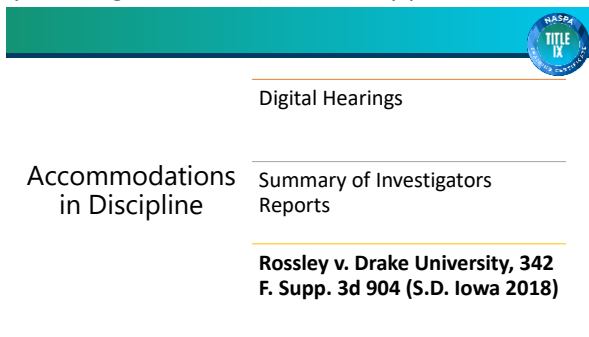 NASPA
TITLE
IX
Digital Hearings
Accommodations
in Discipline
Summary of Investigators
Reports
Rossley v. Drake University, 342
F. Supp. 3d 904 (S.D. Iowa 2018)